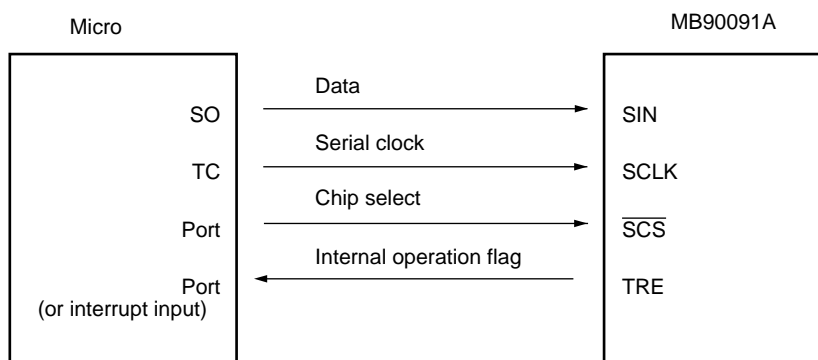 Micro
MB90091A
Data
SO
SIN
Serial clock
TC
SCLK
Chip select
Port
SCS
Internal operation flag
Port
TRE
(or interrupt input)